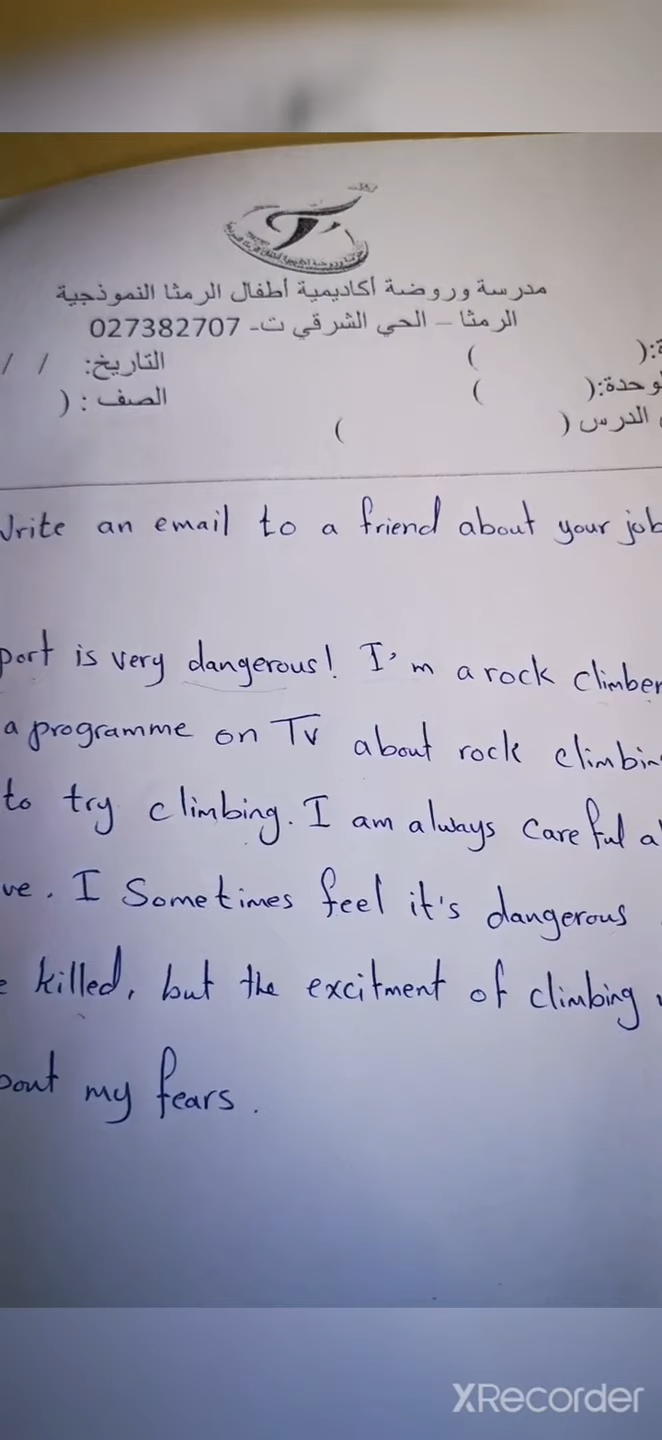 مدرسة وروضة أكاديمية أطفال الرمثا النموذجية
الرمثا – الحي الشرقي ت- 027382707
( ):
التاريخ: / /
( ):
الصف : (
الدرس ( )
Write an email to a friend about your job
port is very dangerous! I'm a rock climber
a programme on TV about rock climbin
to try climbing. I am always careful a
ve. I Sometimes feel it's dangerous
e killed, but the excitment of climbing
bout my fears.
XRecorder